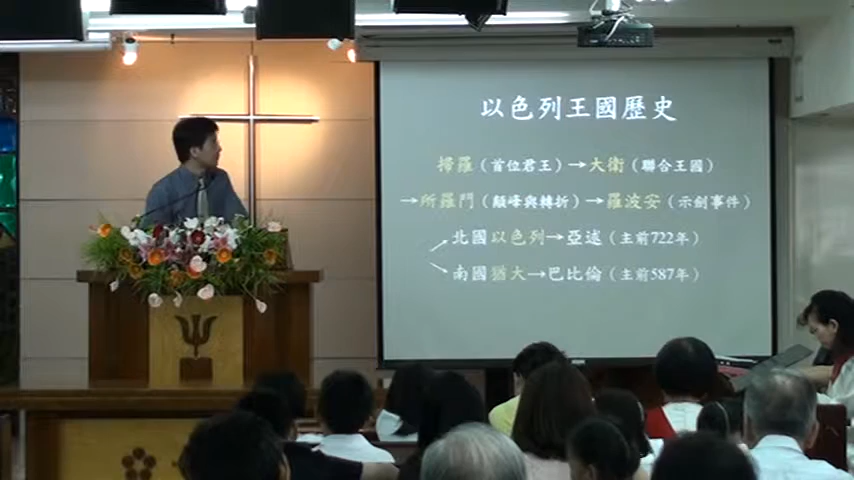 以色列王國歷史
掃羅(首位君王)→大衛(聯合王國)
→所羅門(顛峰與轉折)→羅波安(示劍事件)
北國以色列→亞述(主前722年)
南國猶大→巴比倫(主前587年)